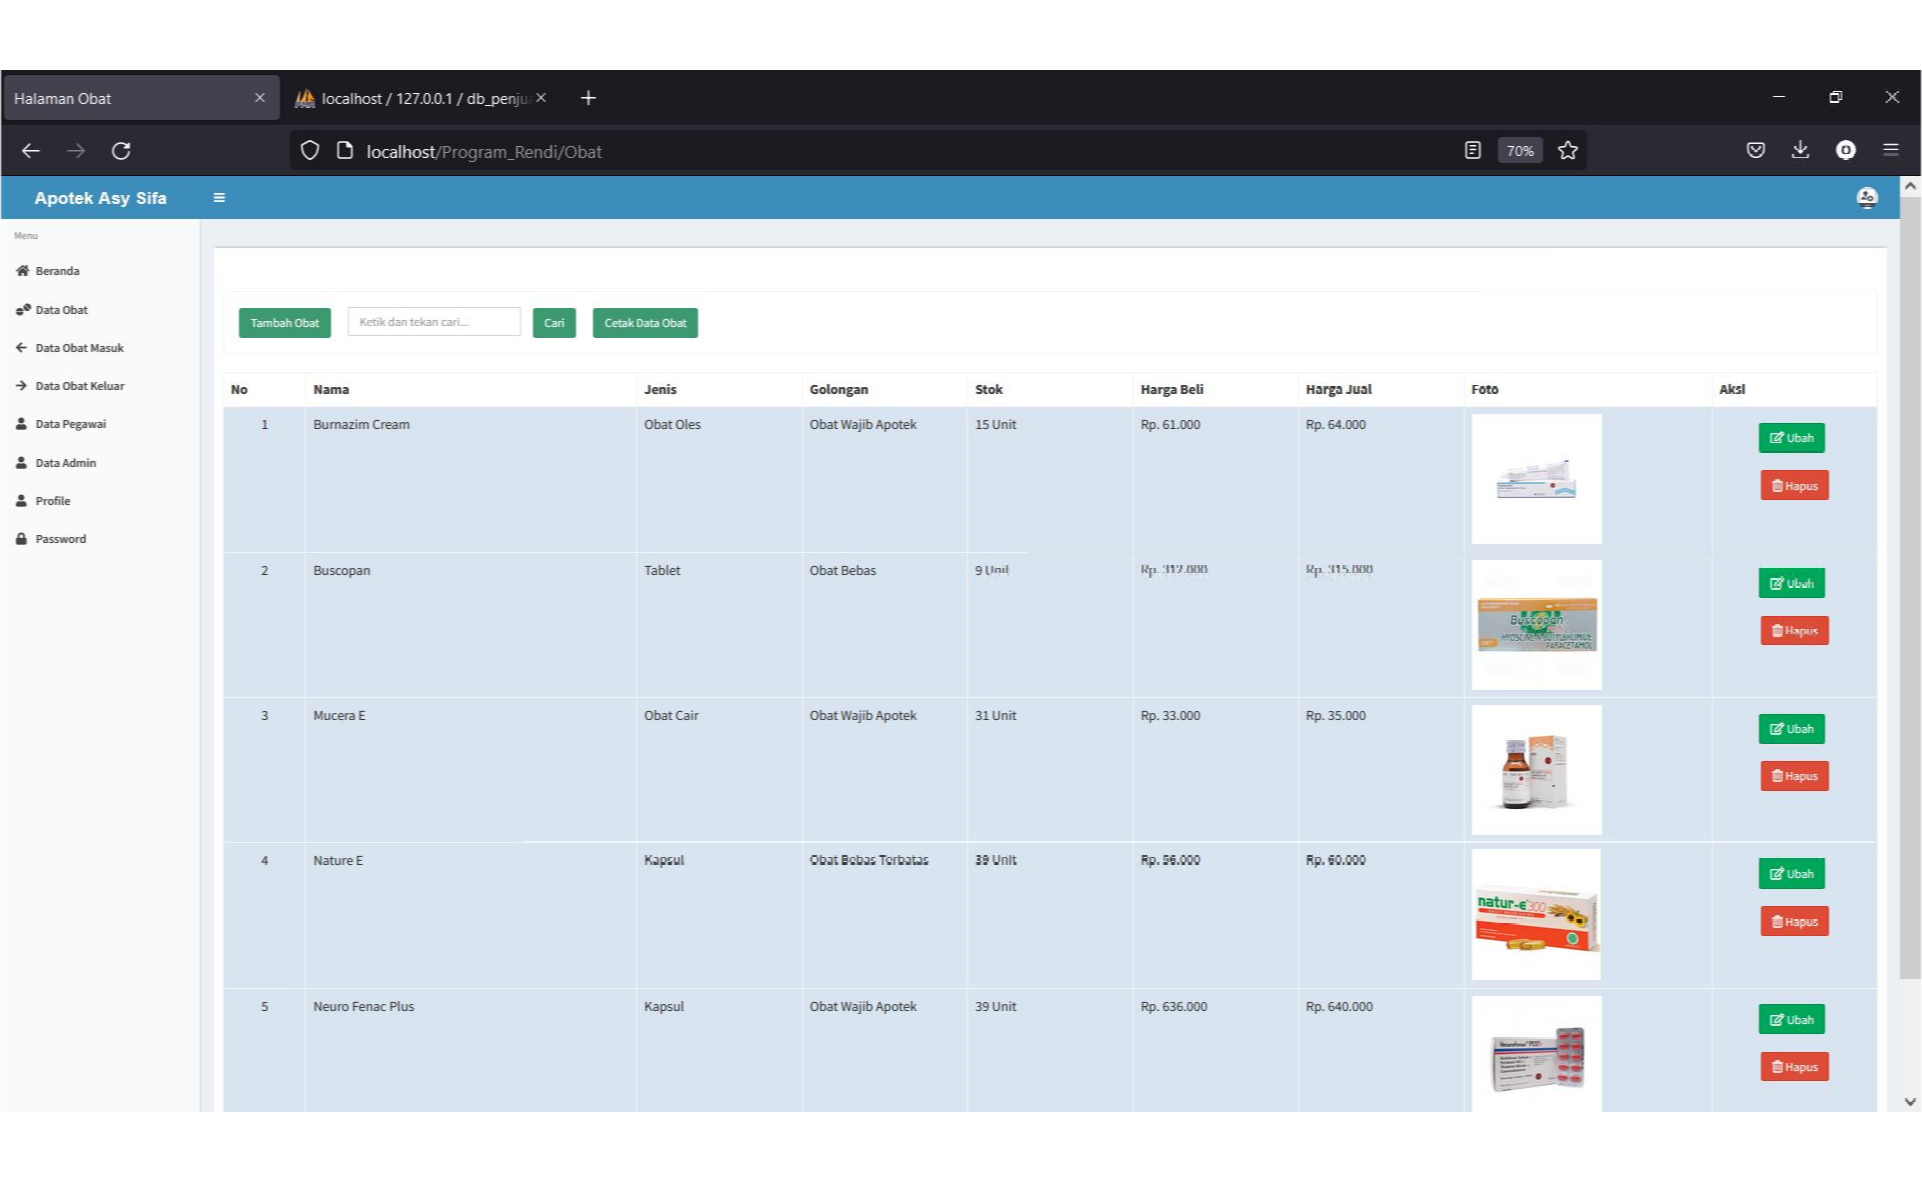 Halaman Obat
localhost / 127.0.0.1 / db_penju
localhost/Program_Rendi/Obat
70%
Apotek Asy Sifa
Menu
Beranda
Data Obat
Data Obat Masuk
Data Obat Keluar
Data Pegawai
Data Admin
Profile
Password
Tambah Obat Ketik dan tekan cari... Cari Cetak Data Obat
No Nama Jenis Golongan Stok Harga Beli Harga Jual Foto Aksi
1 Burnazim Cream Obat Oles Obat Wajib Apotek 15 Unit Rp. 61.000 Rp. 64.000
Ubah
Hapus
2 Buscopan Tablet Obat Bebas 9 Unit Rp. 312.000 Rp. 315.000
Ubah
Hapus
Buscopan
HYOSCINE-N-BUTYLBROMIDE
PARACETAMOL
3 Mucera E Obat Cair Obat Wajib Apotek 31 Unit Rp. 33.000 Rp. 35.000
Ubah
Hapus
4 Nature E Kapsul Obat Bebas Terbatas 39 Unit Rp. 56.000 Rp. 60.000
Ubah
Hapus
natur-e 300
5 Neuro Fenac Plus Kapsul Obat Wajib Apotek 39 Unit Rp. 636.000 Rp. 640.000
Ubah
Hapus